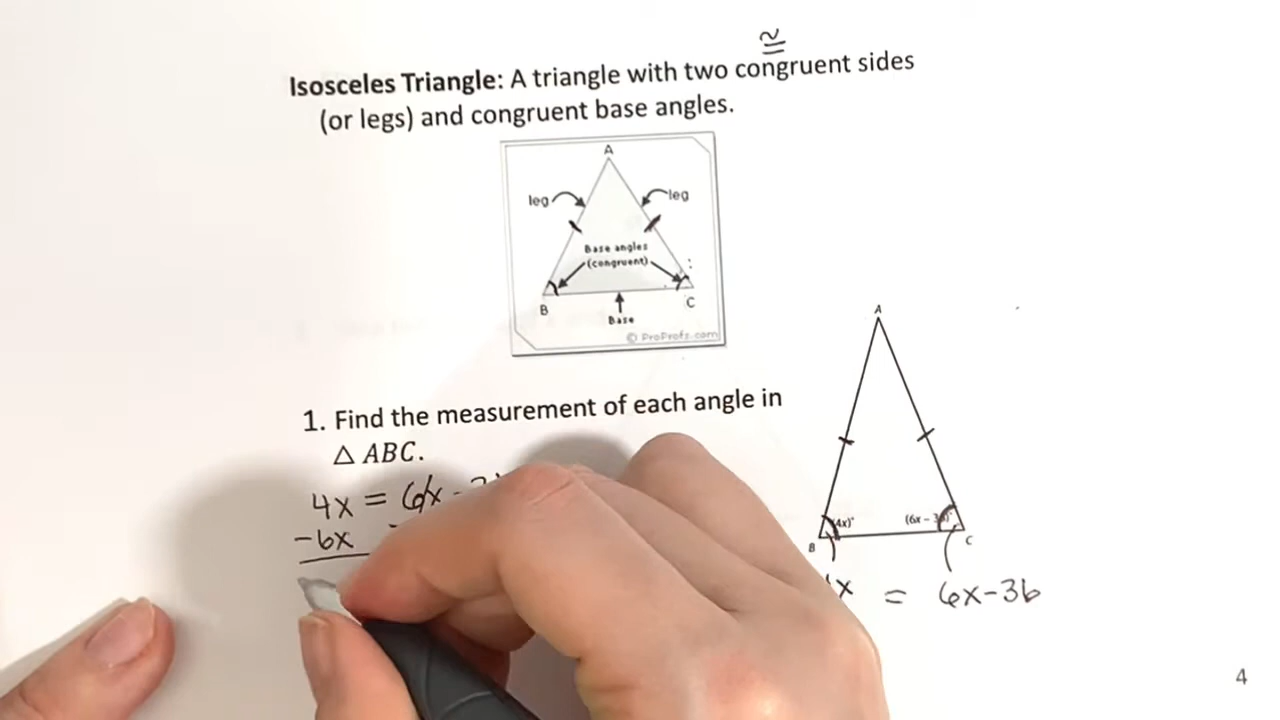 ≅
Isosceles Triangle: A triangle with two congruent sides
(or legs) and congruent base angles.
A
leg leg
Base angles
(congruent)
B C
Base
© ProProfs.com
A
1. Find the measurement of each angle in
△ ABC.
4x = 6x -
-6x
(6x -
B C
x = 6x-36
4